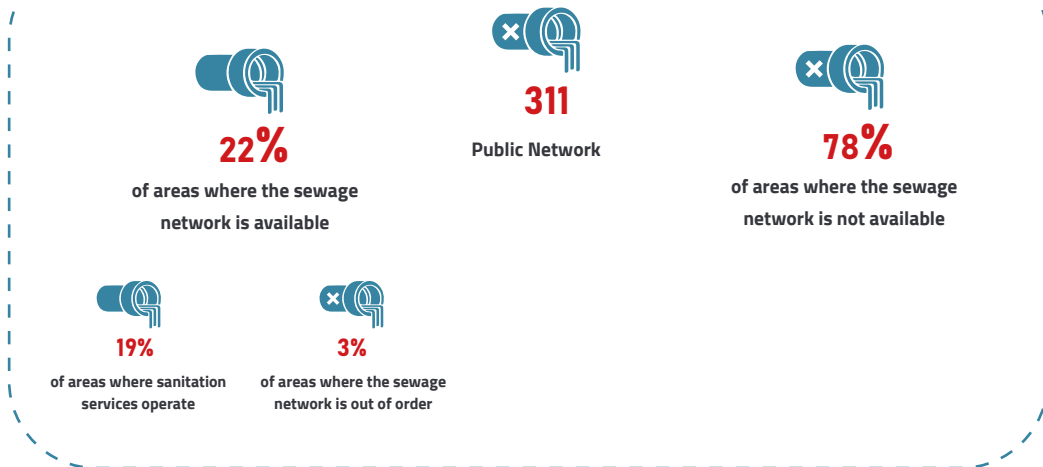 22%
of areas where the sewage
network is available
311
Public Network
78%
of areas where the sewage
network is not available
19%
of areas where sanitation
services operate
3%
of areas where the sewage
network is out of order